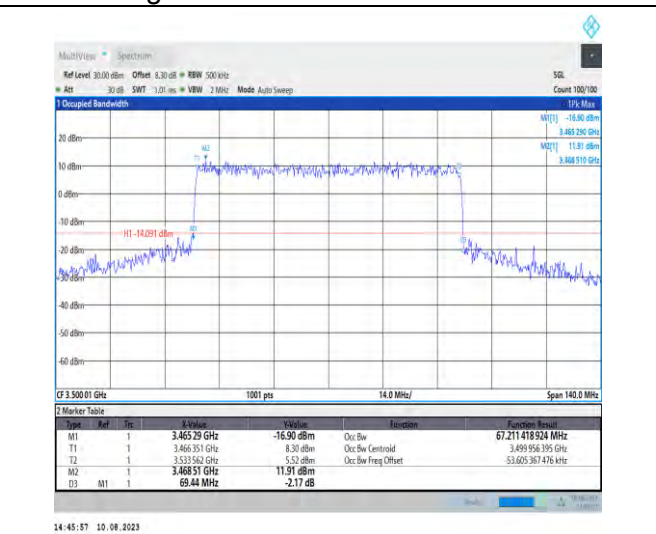 MultiView Spectrum
Ref Level 30.00 dBm Offset 8.30 dB RBW 500 kHz SGL
Att 30 dB SWT 1.01 ms VBW 2 MHz Mode Auto Sweep Count 100/100
1 Occupied Bandwidth 1Pk Max
M1[1] -16.90 dBm
3.465 290 GHz
20 dBm
M2[1] 11.91 dBm
3.468 510 GHz
M2
T1
10 dBm
0 dBm
-10 dBm
H1 -14.091 dBm
M1
-20 dBm
D3
-30 dBm
-40 dBm
-50 dBm
-60 dBm
CF 3.500 01 GHz 1001 pts 14.0 MHz/ Span 140.0 MHz
2 Marker Table
Type Ref Trc X-Value Y-Value Function Function Result
M1 1 3.465 29 GHz -16.90 dBm Occ Bw 67.211 418 924 MHz
T1 1 3.466 351 GHz 8.30 dBm Occ Bw Centroid 3.499 956 395 GHz
T2 1 3.533 562 GHz 5.52 dBm Occ Bw Freq Offset -53.605 367 476 kHz
M2 1 3.468 51 GHz 11.91 dBm
D3 M1 1 69.44 MHz -2.17 dB
14:45:57 10.08.2023